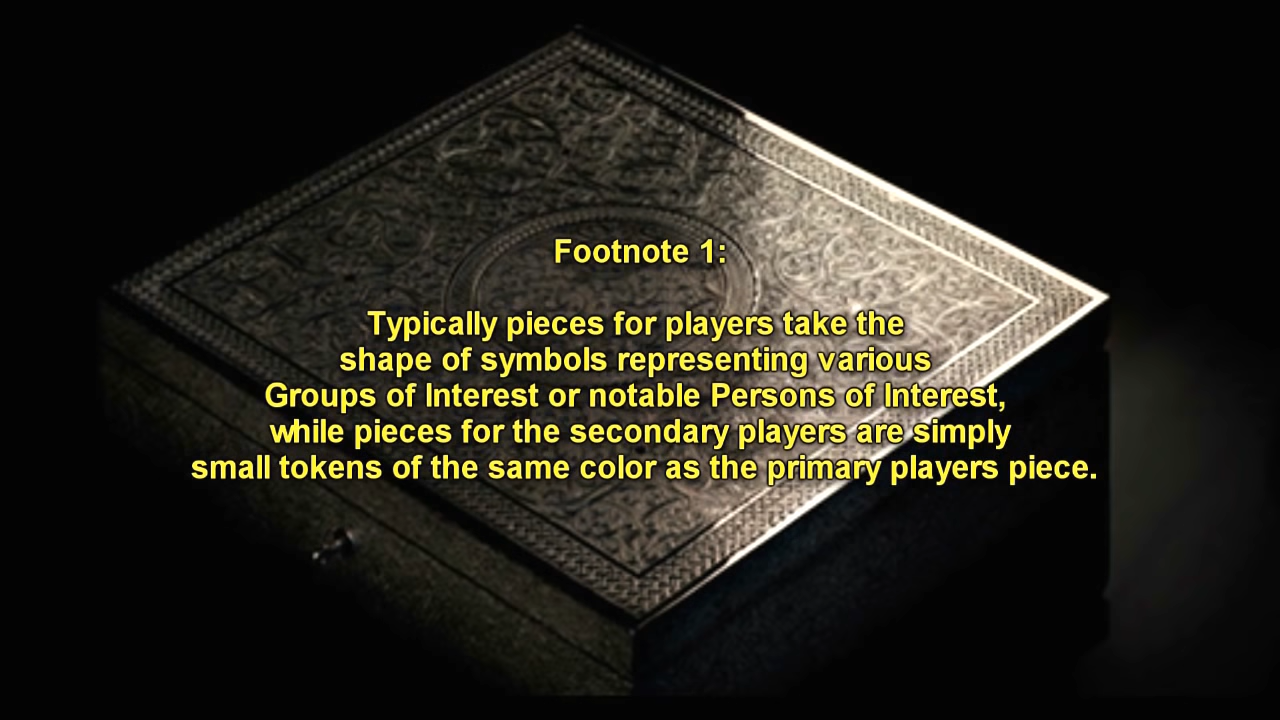 Footnote 1:
Typically pieces for players take the
shape of symbols representing various
Groups of Interest or notable Persons of Interest,
while pieces for the secondary players are simply
small tokens of the same color as the primary players piece.